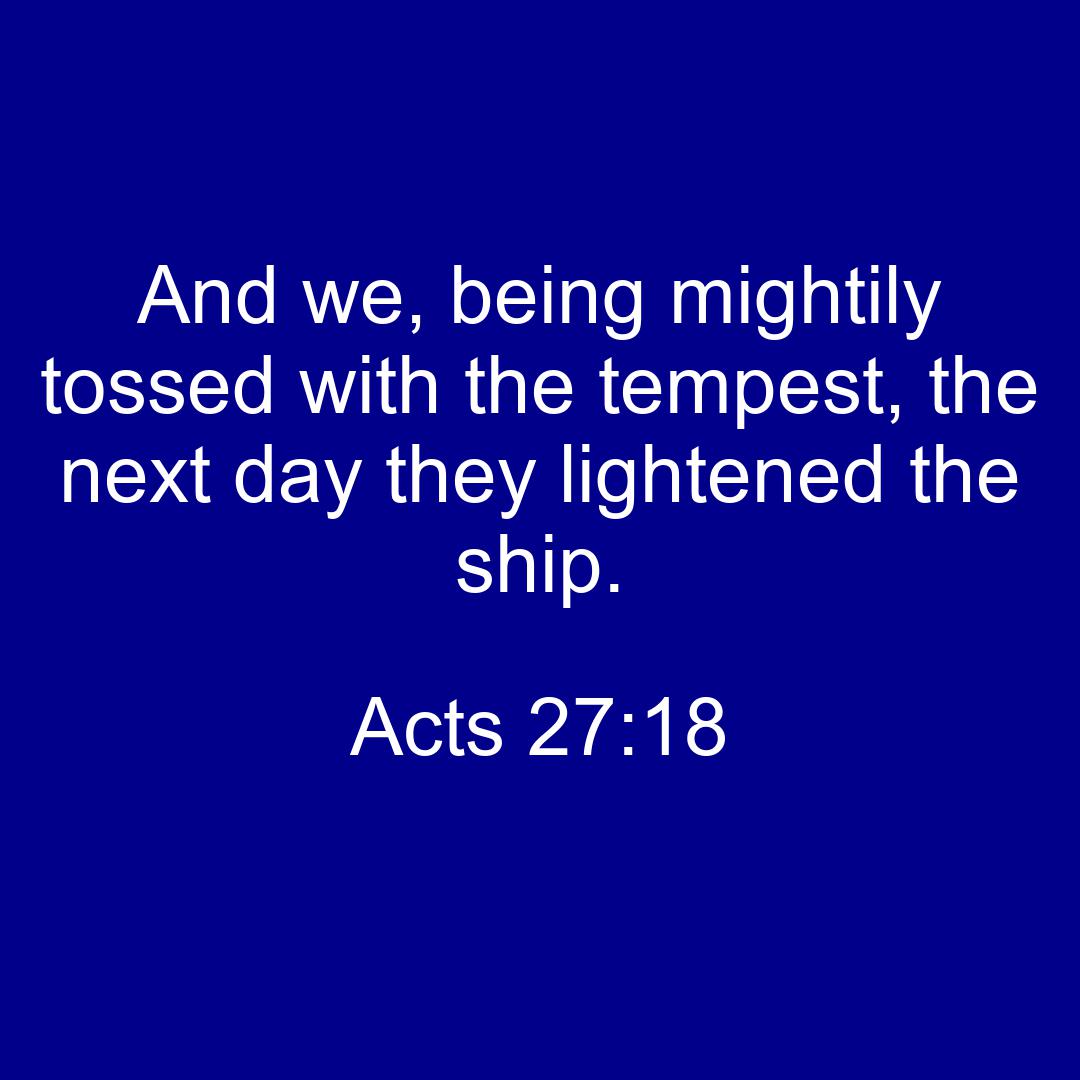 And we, being mightily
tossed with the tempest, the
next day they lightened the
ship.
Acts 27:18